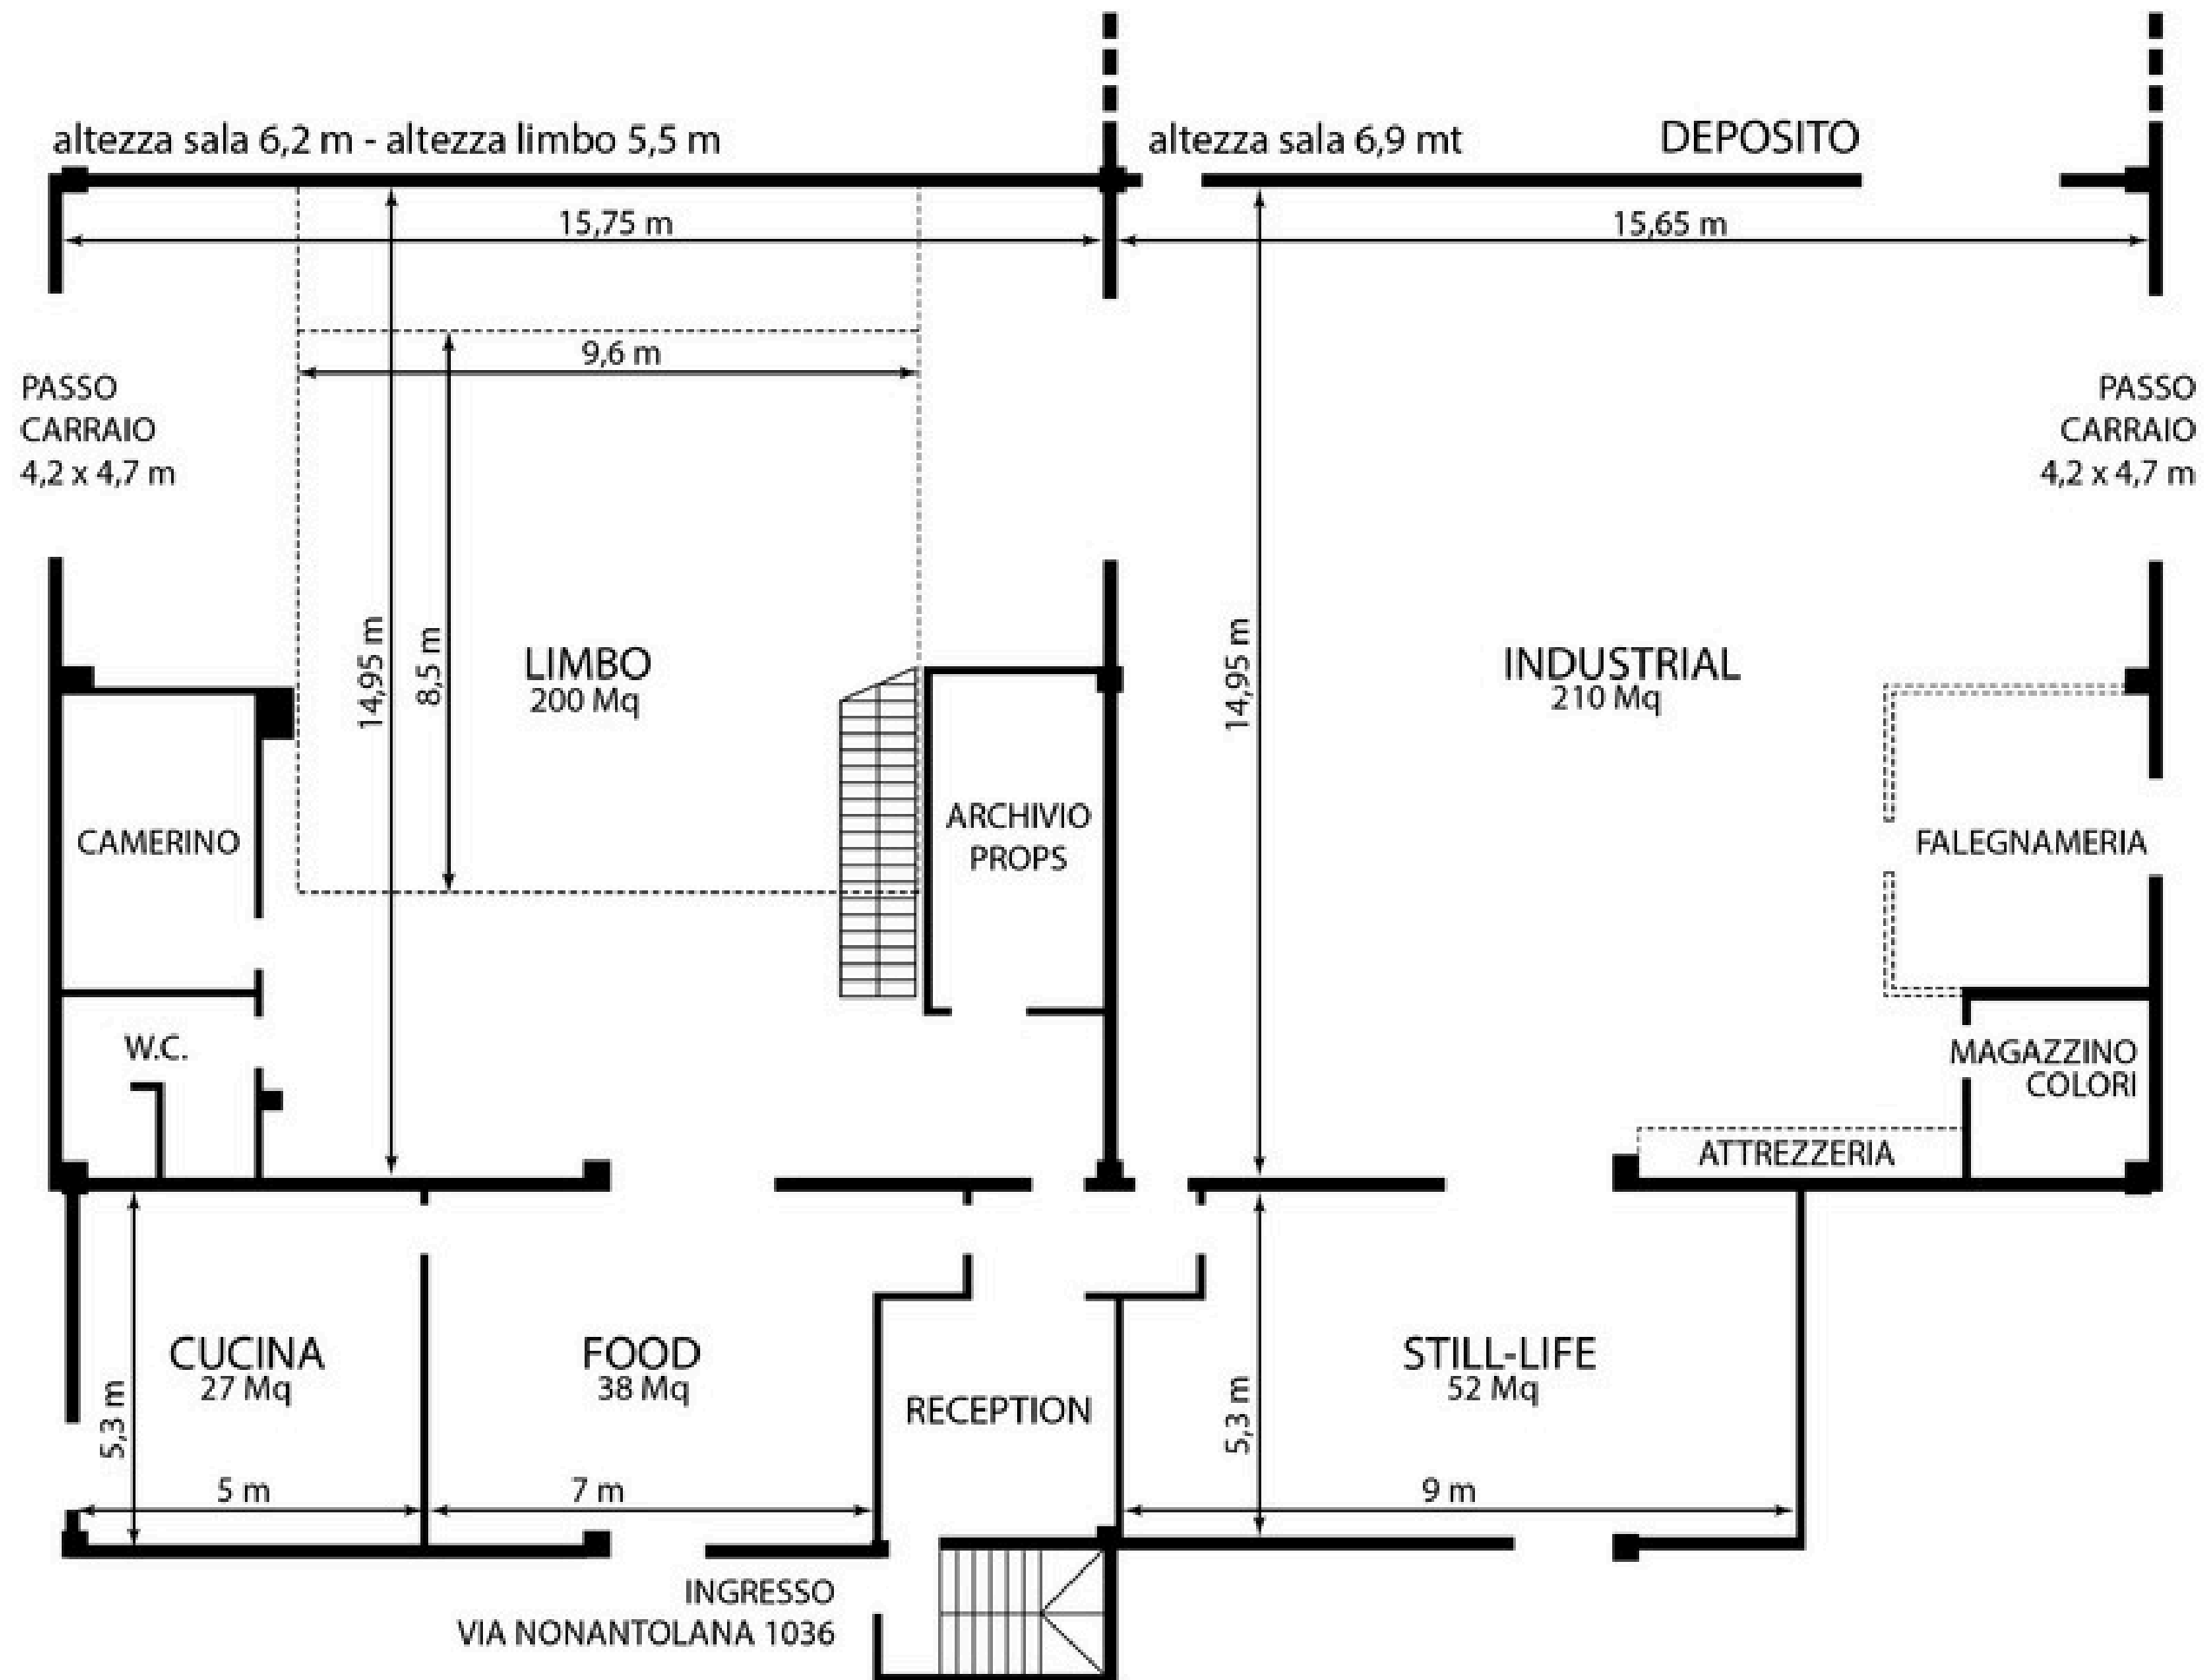 altezza sala 6,2 m - altezza limbo 5,5 m
altezza sala 6,9 mt
DEPOSITO
15,75 m
15,65 m
9,6 m
PASSO
CARRAIO
4,2 x 4,7 m
PASSO
CARRAIO
4,2 x 4,7 m
14,95 m
8,5 m
LIMBO
200 Mq
14,95 m
INDUSTRIAL
210 Mq
CAMERINO
ARCHIVIO
PROPS
FALEGNAMERIA
W.C.
MAGAZZINO
COLORI
ATTREZZERIA
CUCINA
27 Mq
FOOD
38 Mq
RECEPTION
STILL-LIFE
52 Mq
5,3 m
5,3 m
5 m
7 m
9 m
INGRESSO
VIA NONANTOLANA 1036